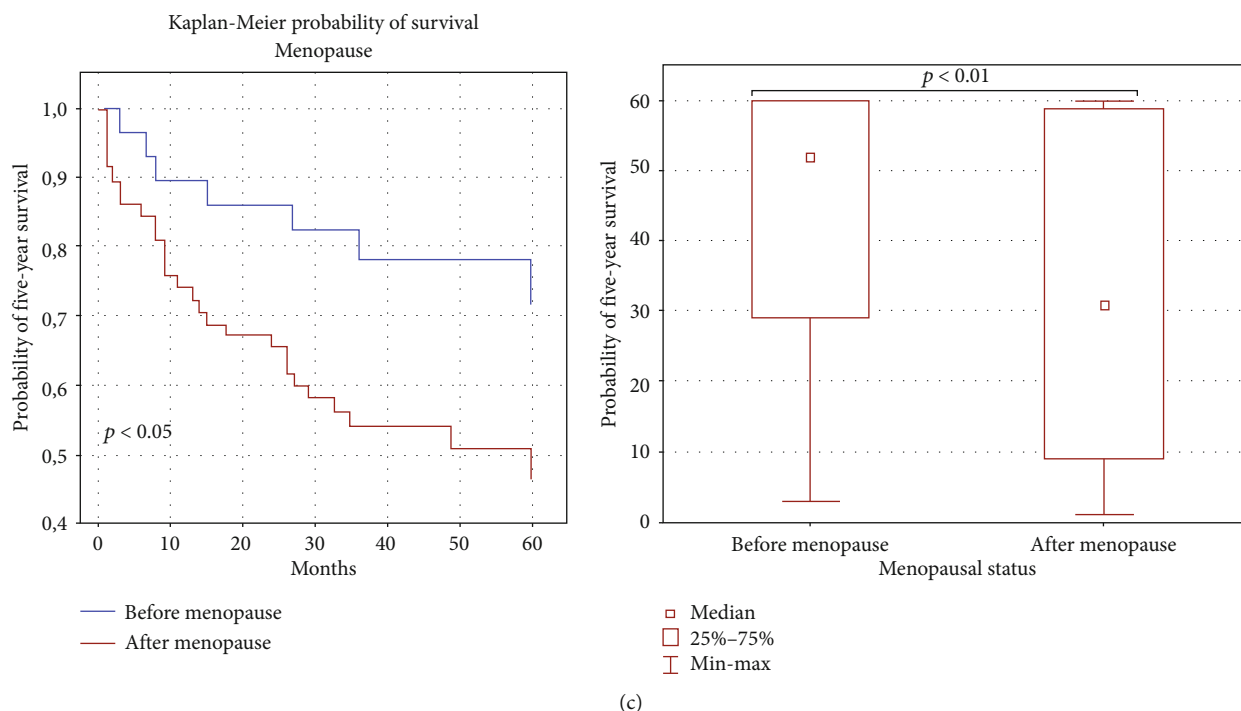 Kaplan-Meier probability of survival
Menopause
Probability of five-year survival
1,0
0,9
0,8
0,7
0,6
0,5
0,4
p < 0.05
0 10 20 30 40 50 60
Months
Before menopause
After menopause
p < 0.01
Probability of five-year survival
60
50
40
30
20
10
0
Before menopause After menopause
Menopausal status
Median
25%–75%
Min-max
(c)